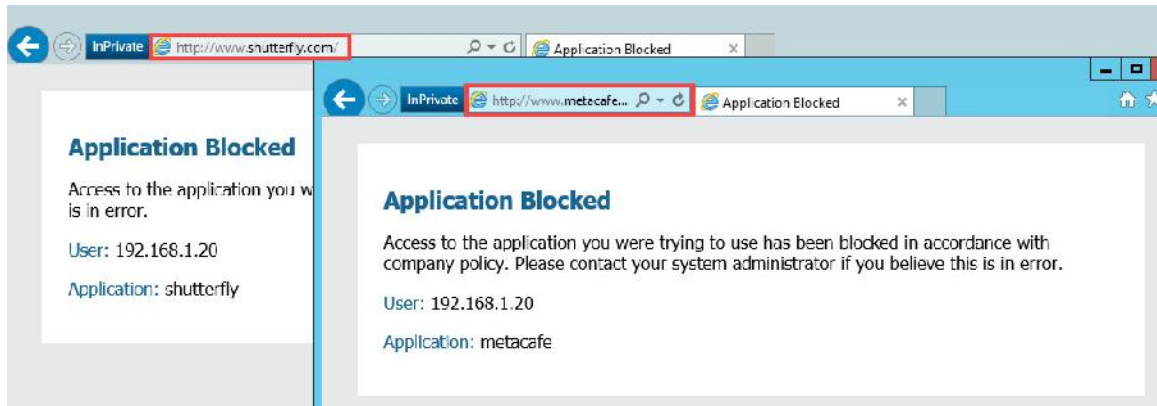 InPrivate http://www.shutterfly.com/ Application Blocked
Application Blocked
Access to the application you w
is in error.
User: 192.168.1.20
Application: shutterfly
InPrivate http://www.metacafe... Application Blocked
Application Blocked
Access to the application you were trying to use has been blocked in accordance with
company policy. Please contact your system administrator if you believe this is in error.
User: 192.168.1.20
Application: metacafe